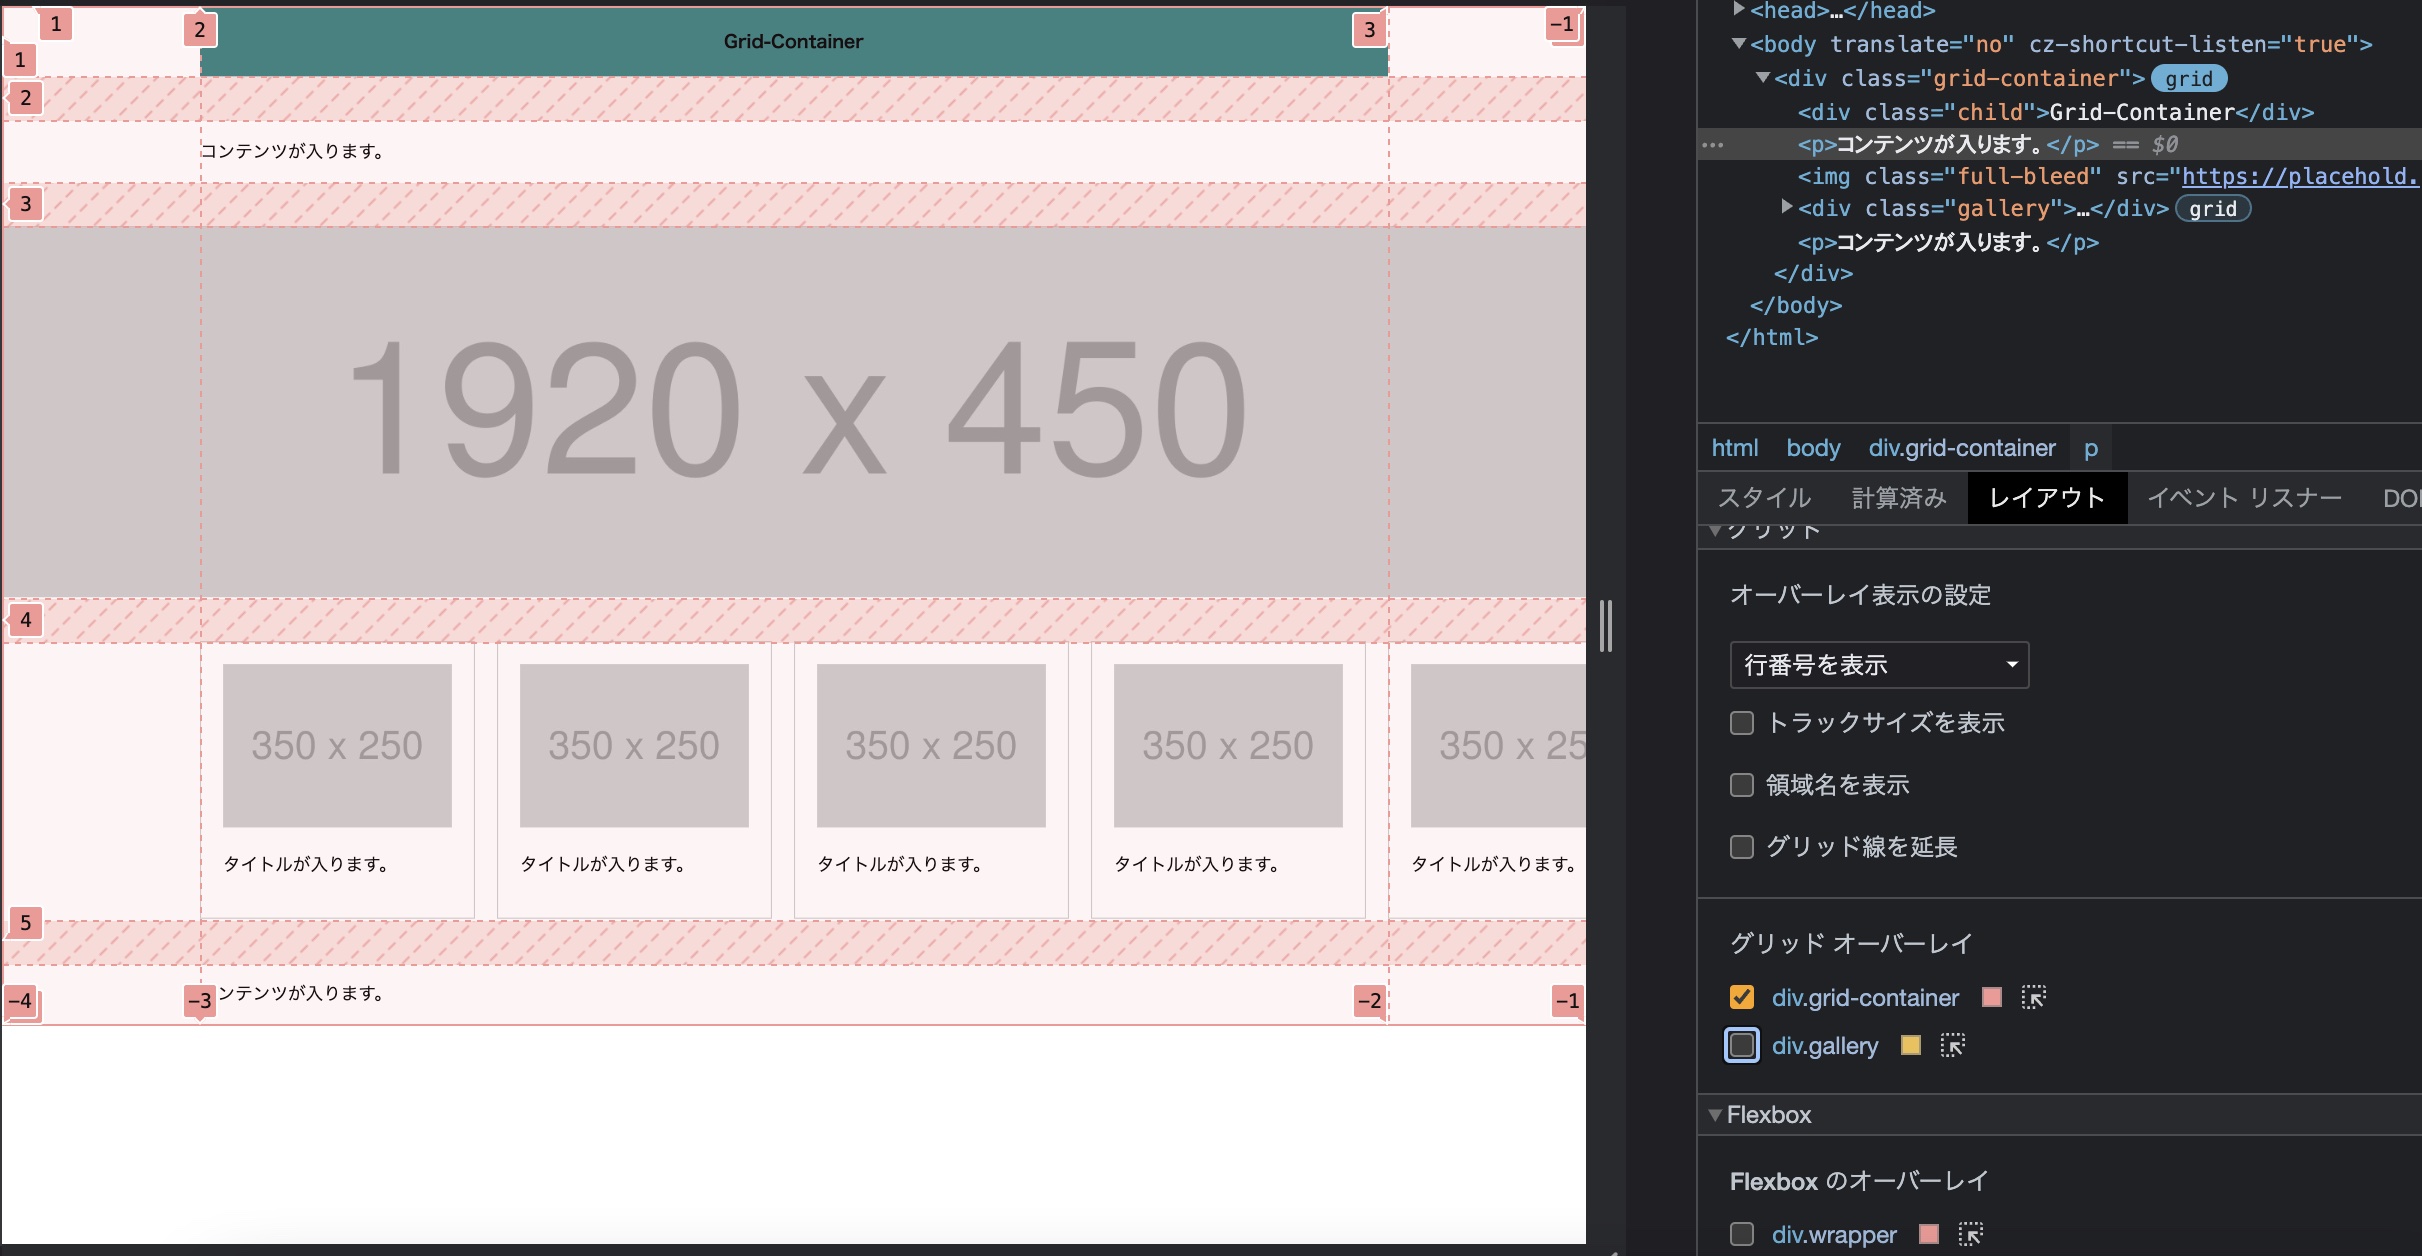 1
2
Grid-Container
3
−1
1
2
コンテンツが入ります。
3
1920 x 450
4
350 x 250
350 x 250
350 x 250
350 x 250
350 x 25
タイトルが入ります。
タイトルが入ります。
タイトルが入ります。
タイトルが入ります。
タイトルが入ります。
5
−4
−3
ンテンツが入ります。
−2
−1
<head>…</head>
<body translate="no" cz-shortcut-listen="true">
<div class="grid-container"> grid
<div class="child">Grid-Container</div>
<p>コンテンツが入ります。</p> == $0
<img class="full-bleed" src="https://placehold.
<div class="gallery">…</div> grid
<p>コンテンツが入ります。</p>
</div>
</body>
</html>
html body div.grid-container p
スタイル 計算済み レイアウト イベント リスナー DOI
グリッド
オーバーレイ表示の設定
行番号を表示
トラックサイズを表示
領域名を表示
グリッド線を延長
グリッド オーバーレイ
div.grid-container
div.gallery
Flexbox
Flexbox のオーバーレイ
div.wrapper